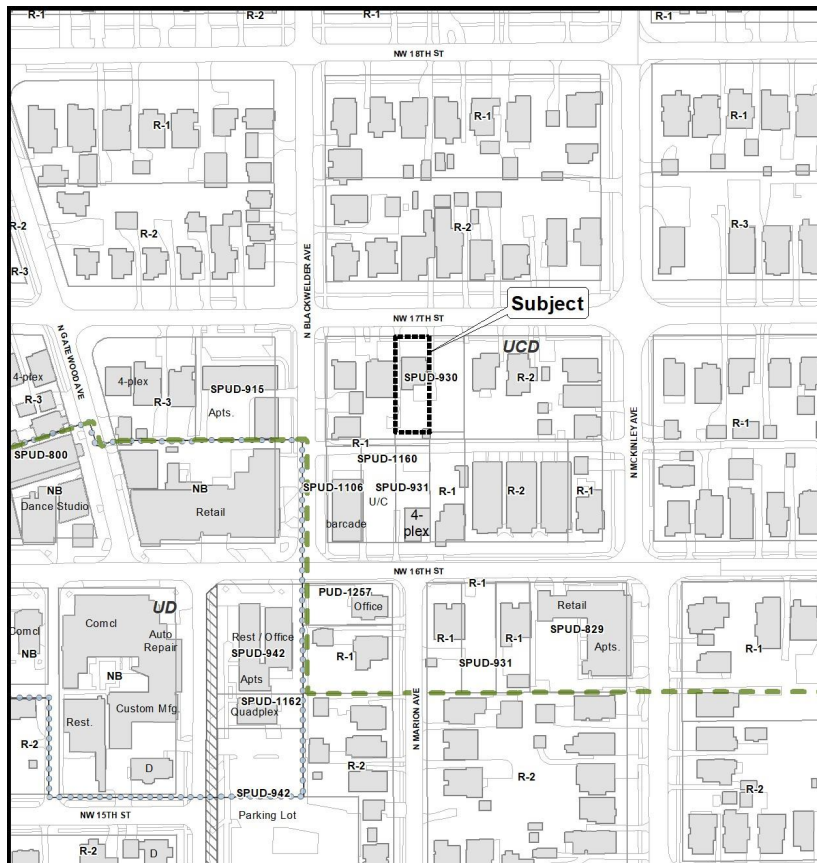 R-1
R-2
R-1
R-1
NW 18TH ST
R-1
R-1
R-1
R-2
R-2
R-2
R-3
R-3
N BLACKWELDER AVE
NW 17TH ST
Subject
UCD
N GATEWOOD AVE
4-plex
R-3
4-plex
R-3
SPUD-915
Apts.
SPUD-930
R-2
N MCKINLEY AVE
R-1
SPUD-800
NB
Dance Studio
NB
Retail
R-1
SPUD-1160
SPUD-1106
SPUD-931
U/C
barcade
4-
plex
R-1
R-2
R-1
NW 16TH ST
R-1
UD
Comcl
NB
Comcl
Auto
Repair
NB
Rest.
Custom Mfg.
D
Rest / Office
SPUD-942
Apts
SPUD-1162
Quadplex
PUD-1257
Office
R-1
R-1
R-1
Retail
SPUD-829
Apts.
SPUD-931
R-1
N MARION AVE
R-2
R-2
R-2
R-2
SPUD-942
NW 15TH ST
Parking Lot
R-2
D